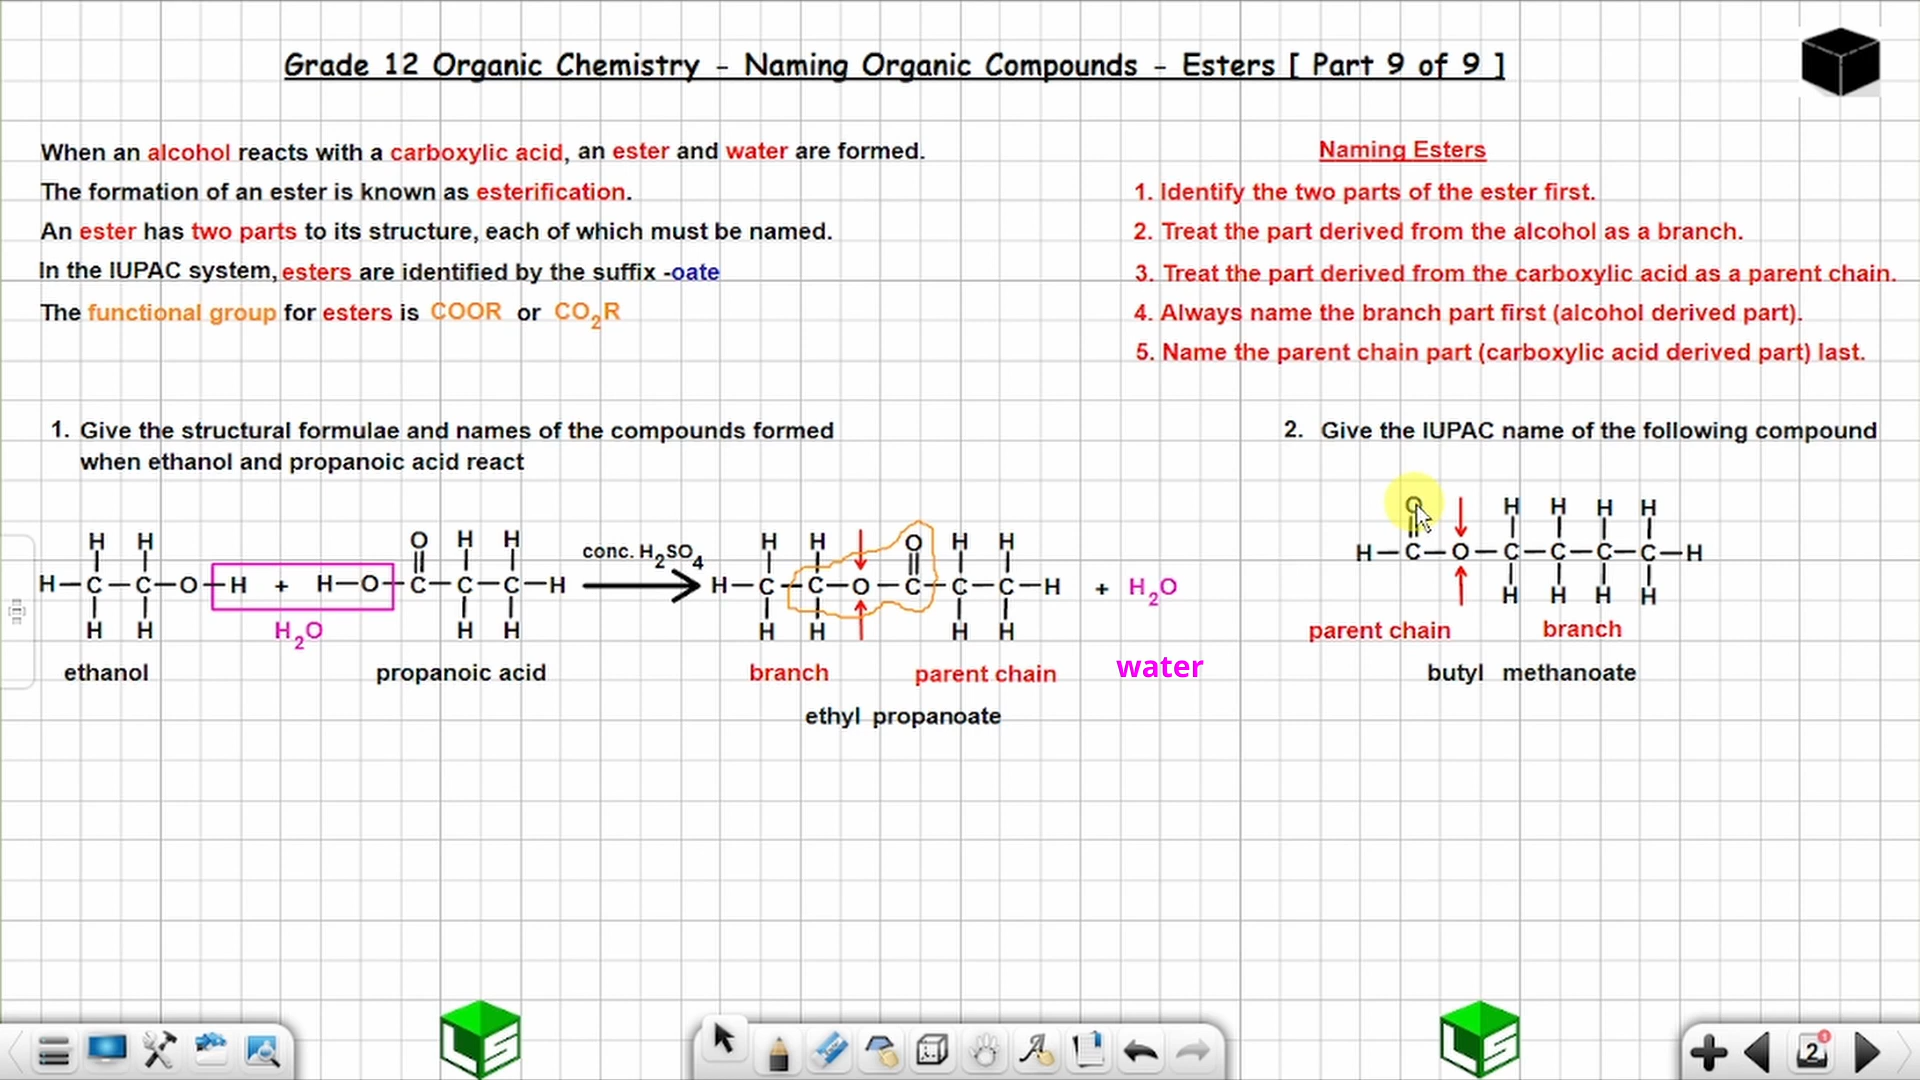 Grade 12 Organic Chemistry – Naming Organic Compounds – Esters [ Part 9 of 9 ]
When an alcohol reacts with a carboxylic acid, an ester and water are formed.
The formation of an ester is known as esterification.
An ester has two parts to its structure, each of which must be named.
In the IUPAC system, esters are identified by the suffix -oate
The functional group for esters is COOR or CO2R
Naming Esters
1. Identify the two parts of the ester first.
2. Treat the part derived from the alcohol as a branch.
3. Treat the part derived from the carboxylic acid as a parent chain.
4. Always name the branch part first (alcohol derived part).
5. Name the parent chain part (carboxylic acid derived part) last.
1. Give the structural formulae and names of the compounds formed
when ethanol and propanoic acid react
H H O H H conc. H2SO4 H H O H H
H–C–C–O–H + H–O–C–C–C–H H–C–C–O–C–C–C–H + H2O
H H H2O H H H H H H
ethanol propanoic acid branch parent chain water
ethyl propanoate
2. Give the IUPAC name of the following compound
O H H H H
H–C–O–C–C–C–C–H
H H H H
parent chain branch
butyl methanoate
LS
LS
2
1